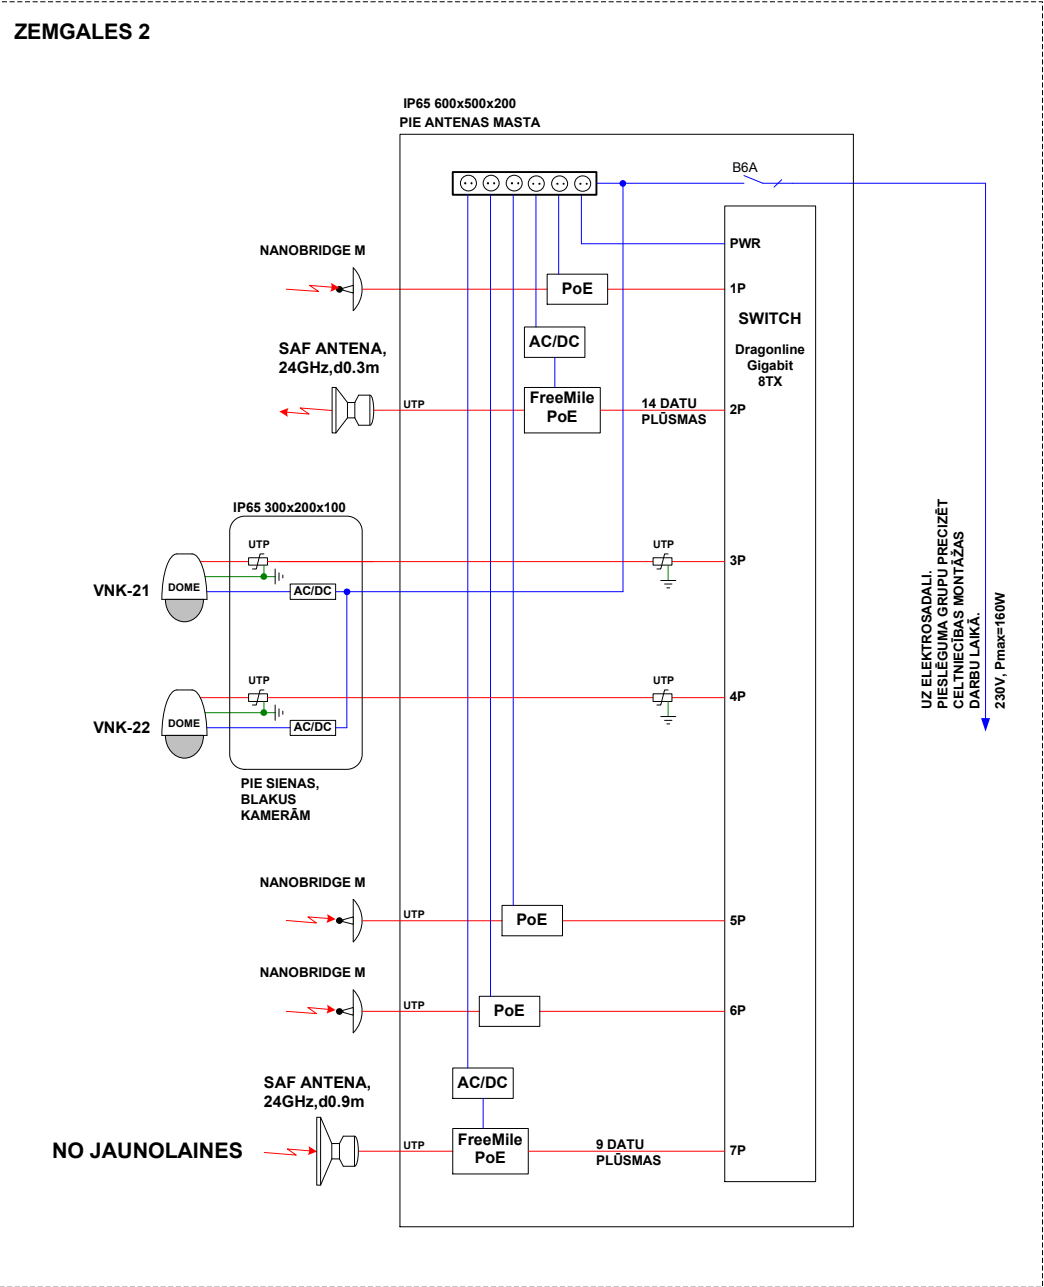 ZEMGALES 2
IP65 600x500x200
PIE ANTENAS MASTA
B6A
PWR
NANOBRIDGE M
PoE
1P
SWITCH
Dragonline
Gigabit
8TX
AC/DC
SAF ANTENA,
24GHz,d0.3m
UTP
FreeMile
PoE
14 DATU
PLŪSMAS
2P
IP65 300x200x100
UTP
UTP
3P
VNK-21
DOME
AC/DC
UTP
UTP
4P
VNK-22
DOME
AC/DC
PIE SIENAS,
BLAKUS
KAMERĀM
UZ ELEKTROSADALI.
PIESLĒGUMA GRUPU PRECIZĒT
CELTNIECĪBAS MONTĀŽAS
DARBU LAIKĀ.
230V, Pmax=160W
NANOBRIDGE M
UTP
PoE
5P
NANOBRIDGE M
UTP
PoE
6P
AC/DC
SAF ANTENA,
24GHz,d0.9m
NO JAUNOLAINES
UTP
FreeMile
PoE
9 DATU
PLŪSMAS
7P